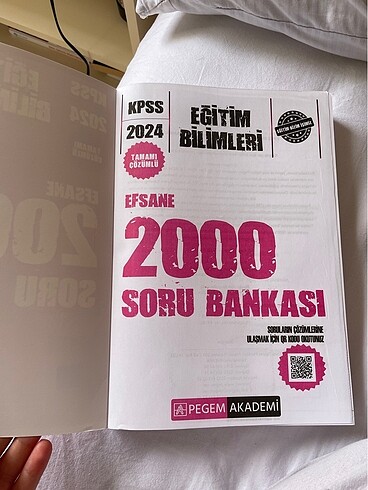 KPSS
2024
EĞİTİM
BİLİMLERİ
TAMAMI
ÇÖZÜMLÜ
EFSANE
2000
SORU BANKASI
SORULARIN ÇÖZÜMLERİNE
ULAŞMAK İÇİN QR KODU OKUTUNUZ
PEGEM AKADEMİ